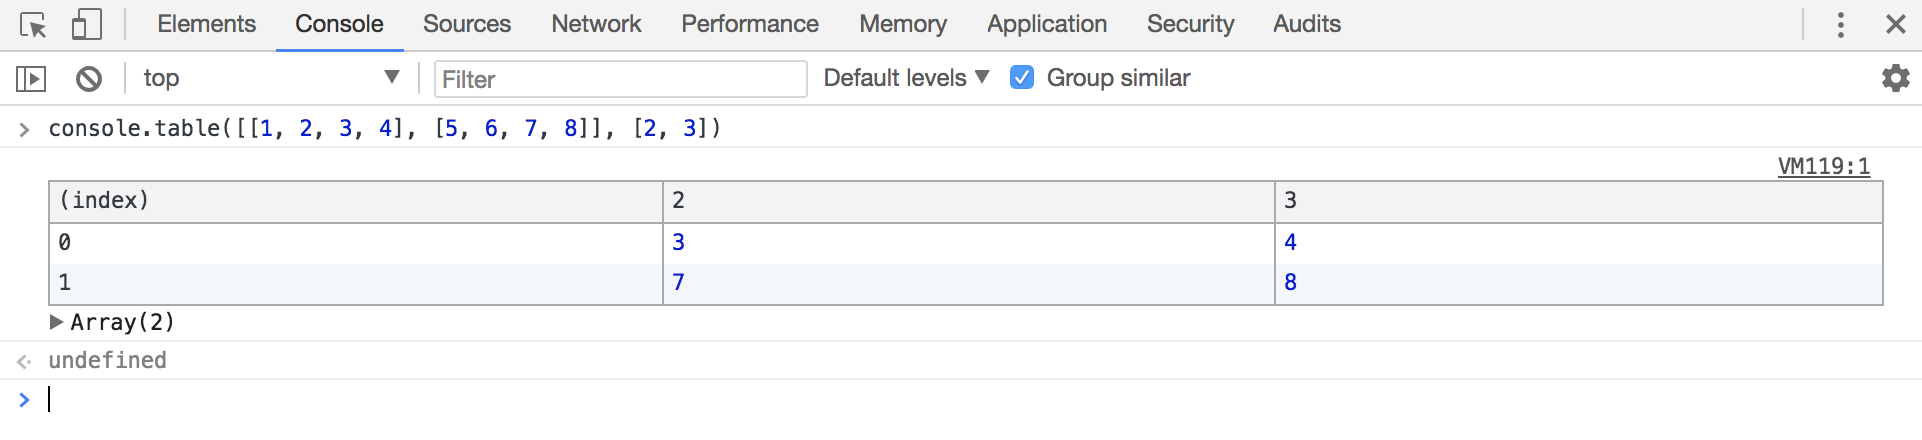 Elements Console Sources Network Performance Memory Application Security Audits
top Filter Default levels Group similar
console.table([[1, 2, 3, 4], [5, 6, 7, 8]], [2, 3])
VM119:1
(index) 2 3
0 3 4
1 7 8
Array(2)
undefined